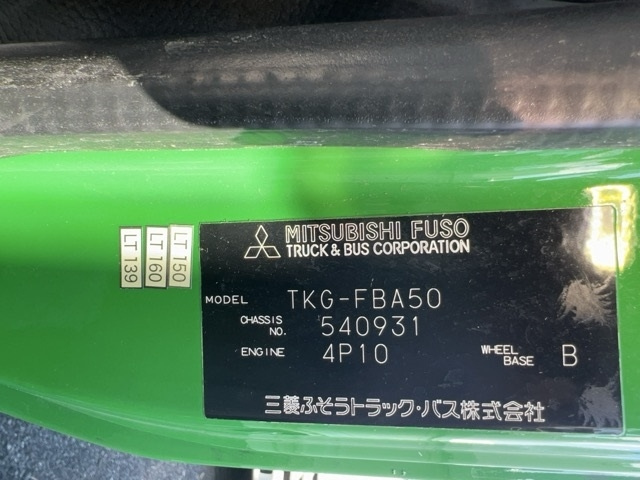 MITSUBISHI FUSO
TRUCK & BUS CORPORATION
LT 139
LT 160
LT 150
MODEL TKG-FBA50
CHASSIS NO. 540931
ENGINE 4P10 WHEEL BASE B
三菱ふそうトラック・バス株式会社